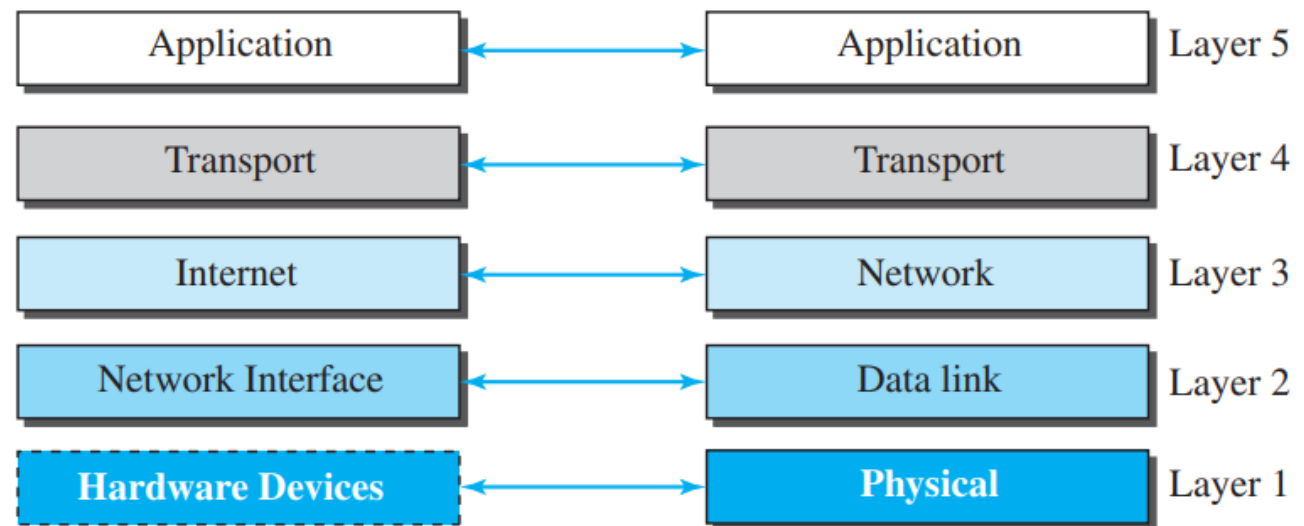 Application Application Layer 5
Transport Transport Layer 4
Internet Network Layer 3
Network Interface Data link Layer 2
Hardware Devices Physical Layer 1